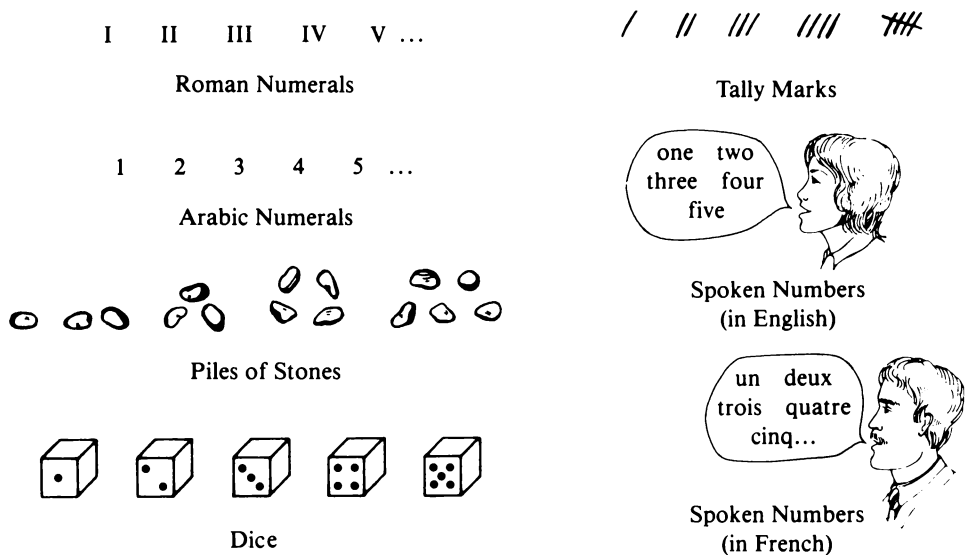 I II III IV V ...
Roman Numerals
1 2 3 4 5 ...
Arabic Numerals
Piles of Stones
Dice
Tally Marks
one two
three four
five
Spoken Numbers
(in English)
un deux
trois quatre
cinq...
Spoken Numbers
(in French)